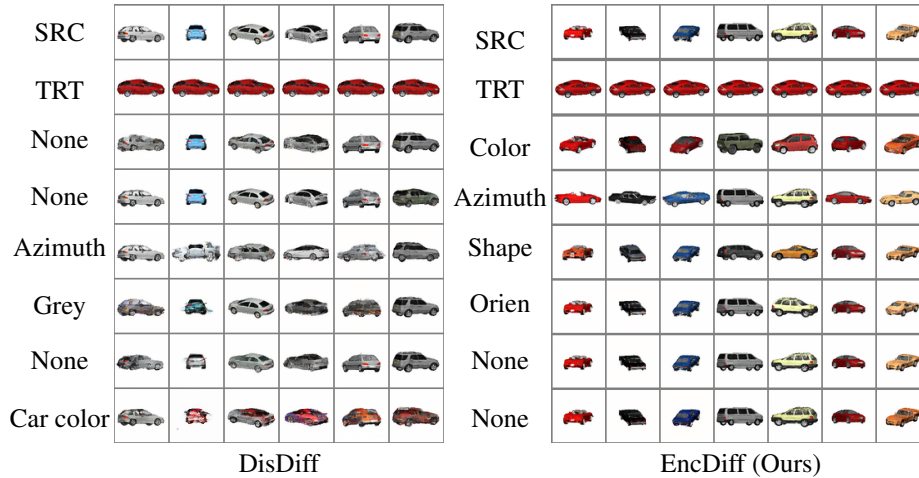 SRC
TRT
None
None
Azimuth
Grey
None
Car color
DisDiff
SRC
TRT
Color
Azimuth
Shape
Orien
None
None
EncDiff (Ours)